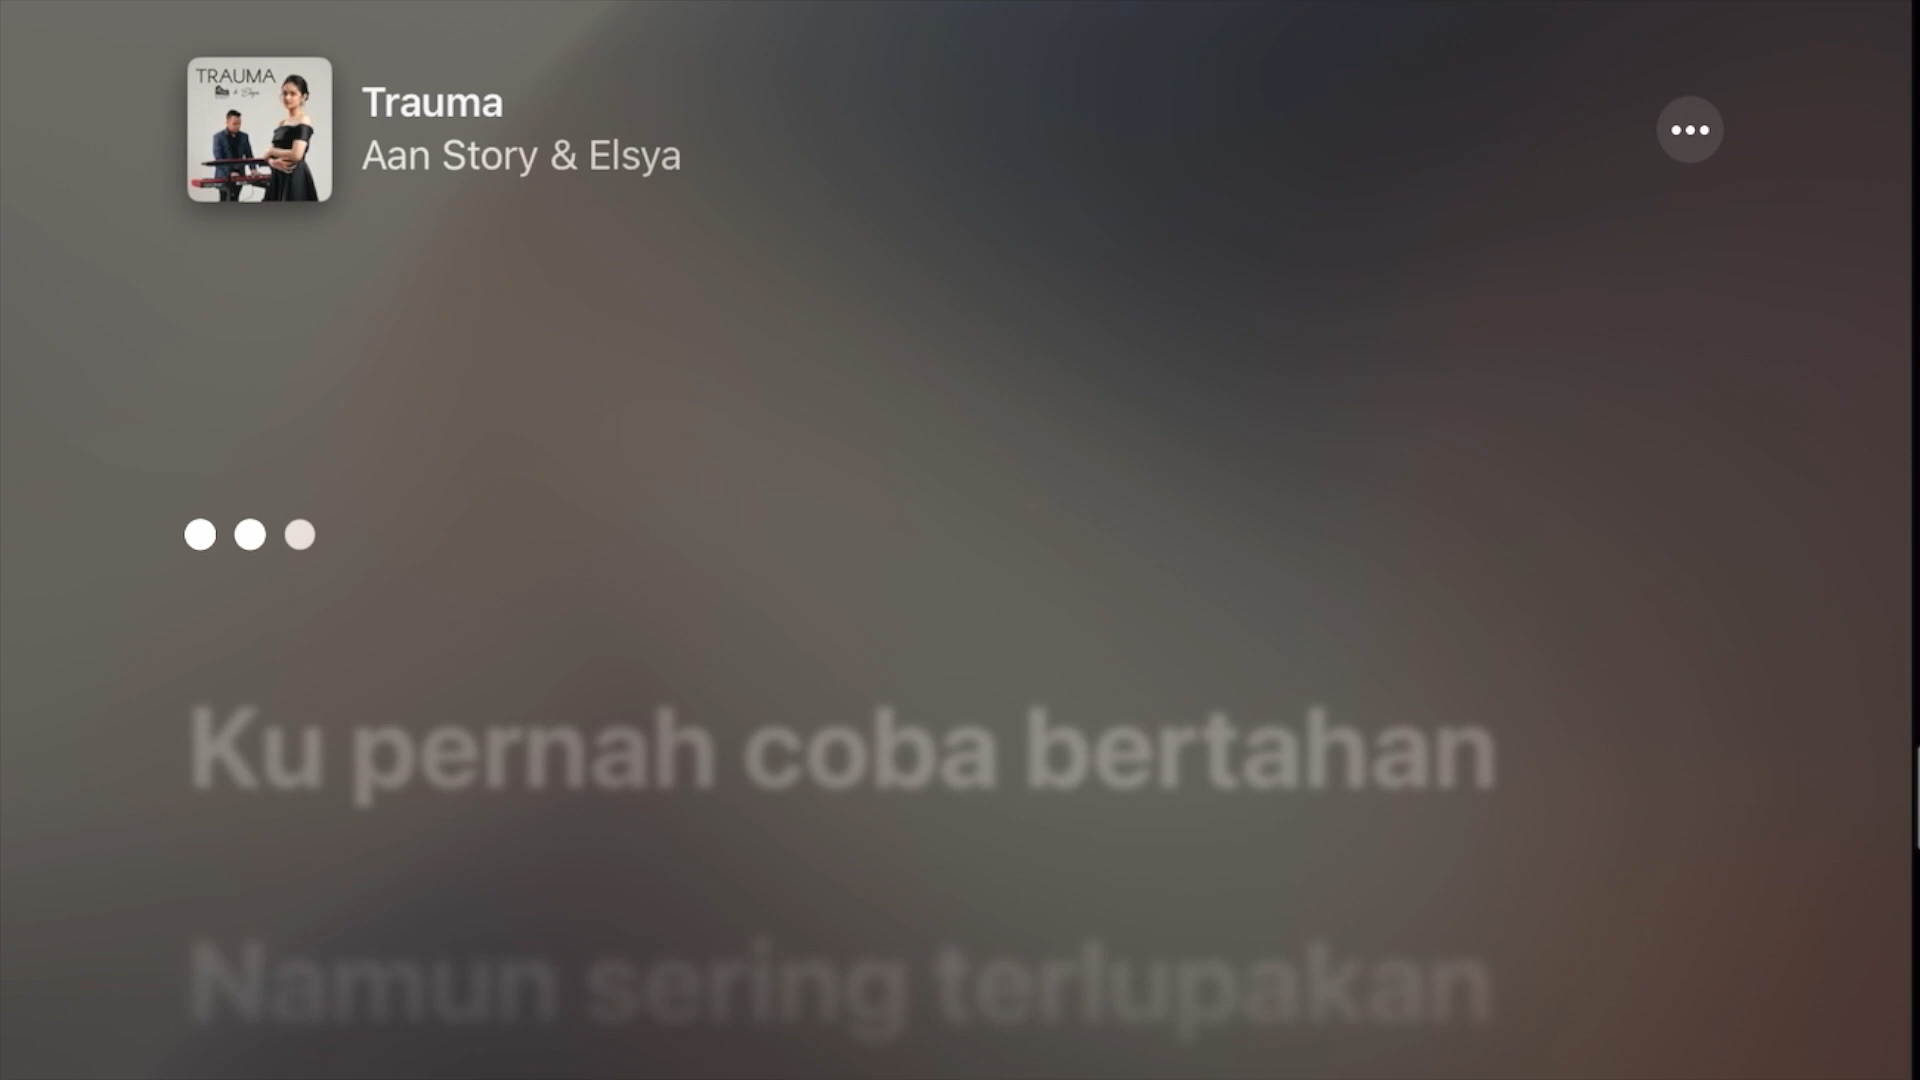 TRAUMA
Trauma
Aan Story & Elsya
Ku pernah coba bertahan
Namun sering terlupakan